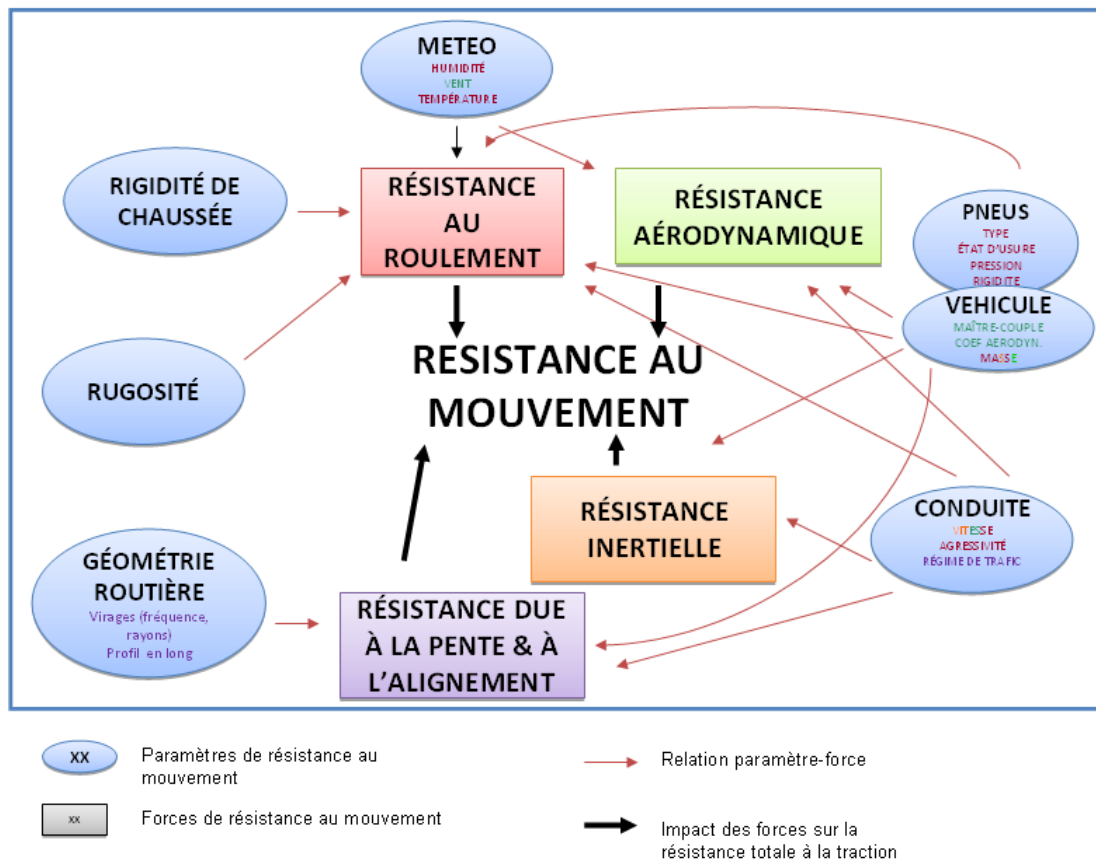 METEO
HUMIDITÉ
VENT
TEMPÉRATURE
RIGIDITÉ DE
CHAUSSÉE
RÉSISTANCE
AU
ROULEMENT
RÉSISTANCE
AÉRODYNAMIQUE
PNEUS
TYPE
ÉTAT D'USURE
PRESSION
RIGIDITE
VEHICULE
MAÎTRE-COUPLE
COEF AERODYN.
MASSE
RUGOSITÉ
RESISTANCE AU
MOUVEMENT
RÉSISTANCE
INERTIELLE
CONDUITE
VITESSE
AGRESSIVITÉ
RÉGIME DE TRAFIC
GÉOMÉTRIE
ROUTIÈRE
Virages (fréquence,
rayons)
Profil en long
RÉSISTANCE DUE
À LA PENTE & À
L'ALIGNEMENT
XX
Paramètres de résistance au
mouvement
Relation paramètre-force
xx
Forces de résistance au mouvement
Impact des forces sur la
résistance totale à la traction